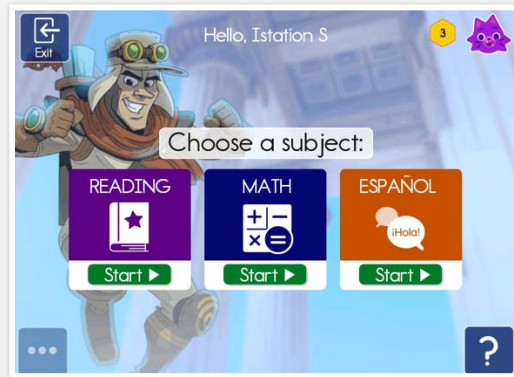 Exit
Hello, Istation S
3
Choose a subject:
READING
MATH
ESPAÑOL
¡Hola!
Start
Start
Start
?